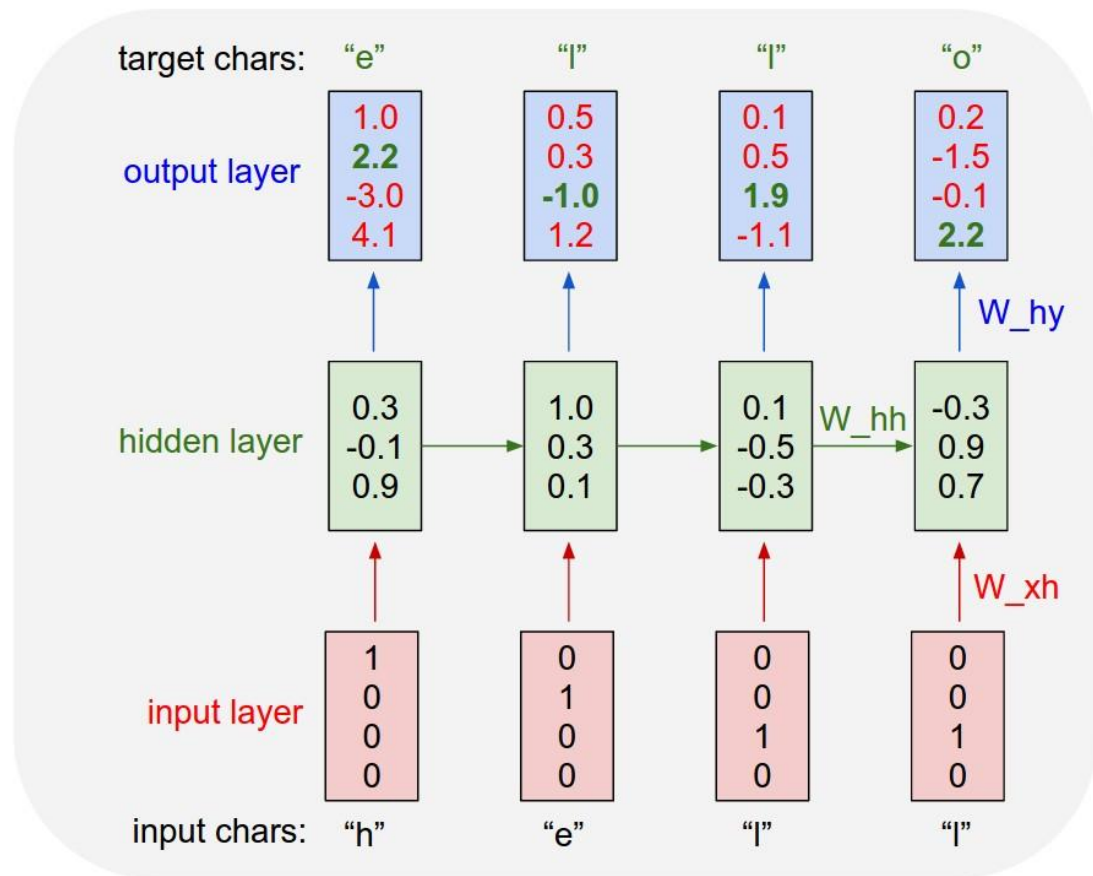 target chars: “e” “l” “l” “o”
1.0 0.5 0.1 0.2
2.2 0.3 0.5 -1.5
output layer
-3.0 -1.0 1.9 -0.1
4.1 1.2 -1.1 2.2
W_hy
0.3 1.0 0.1 -0.3
W_hh
hidden layer
-0.1 0.3 -0.5 0.9
0.9 0.1 -0.3 0.7
W_xh
1 0 0 0
0 1 0 0
input layer
0 0 1 1
0 0 0 0
input chars: “h” “e” “l” “l”